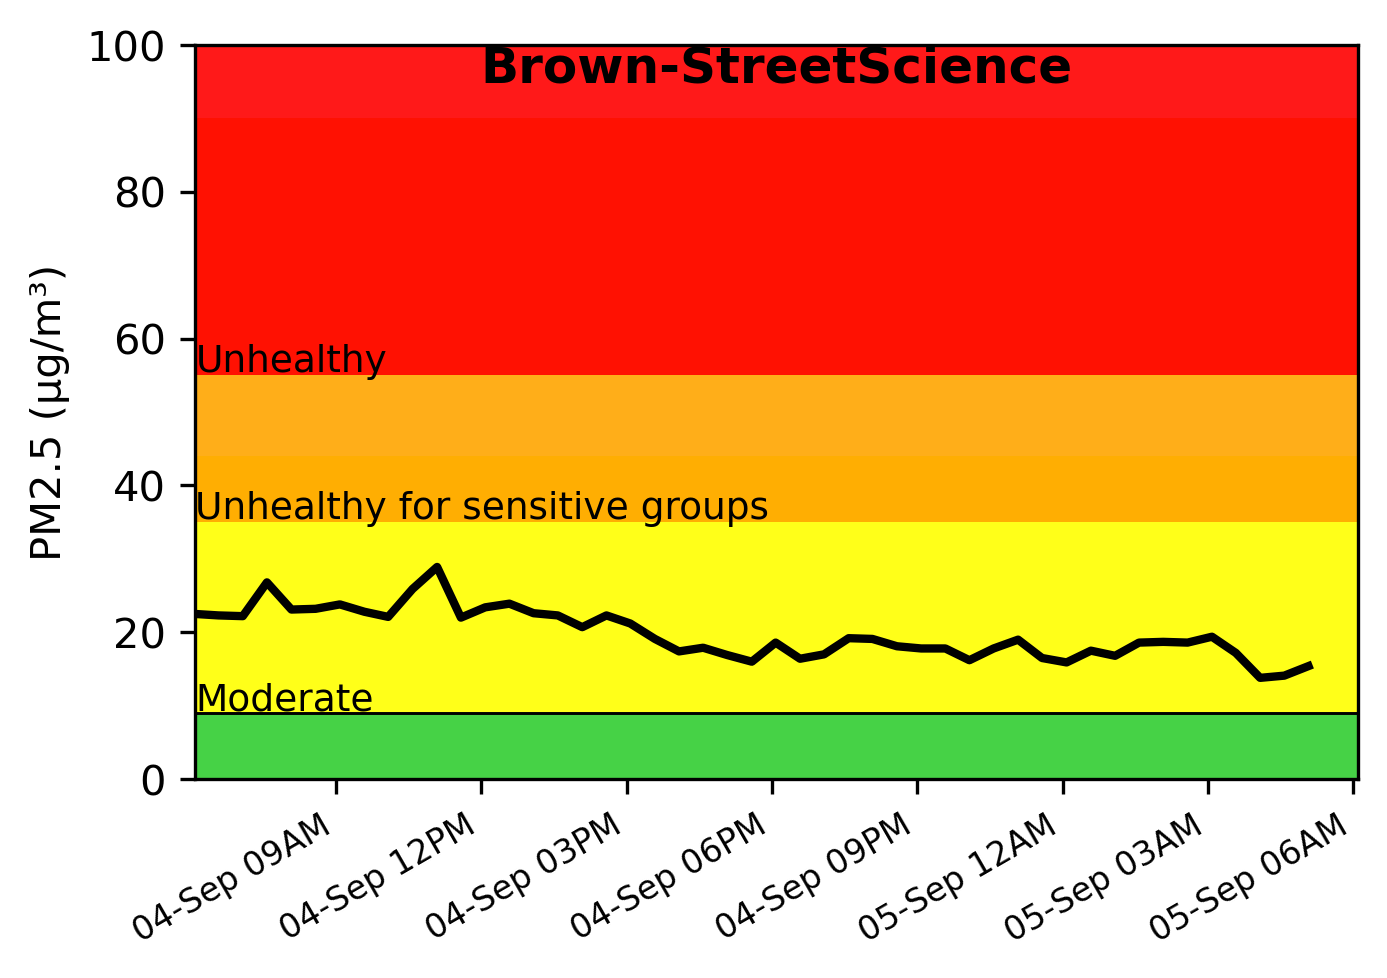 Brown-StreetScience
100
80
60
40
20
0
PM2.5 (µg/m³)
Unhealthy
Unhealthy for sensitive groups
Moderate
04-Sep 09AM
04-Sep 12PM
04-Sep 03PM
04-Sep 06PM
04-Sep 09PM
05-Sep 12AM
05-Sep 03AM
05-Sep 06AM